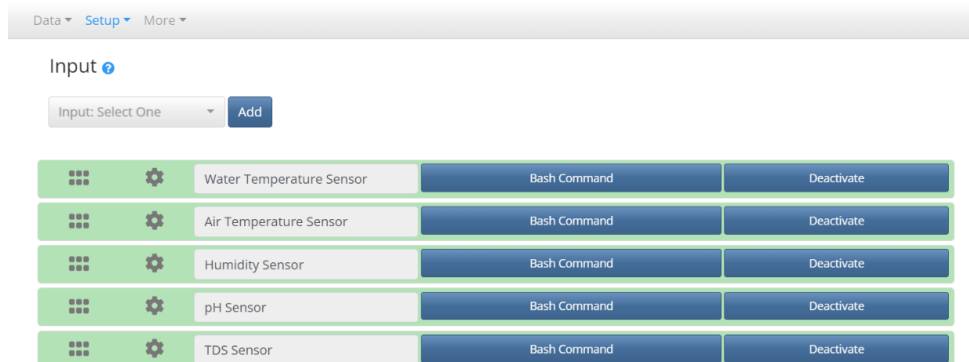 Data Setup More
Input
Input: Select One Add
Water Temperature Sensor Bash Command Deactivate
Air Temperature Sensor Bash Command Deactivate
Humidity Sensor Bash Command Deactivate
pH Sensor Bash Command Deactivate
TDS Sensor Bash Command Deactivate